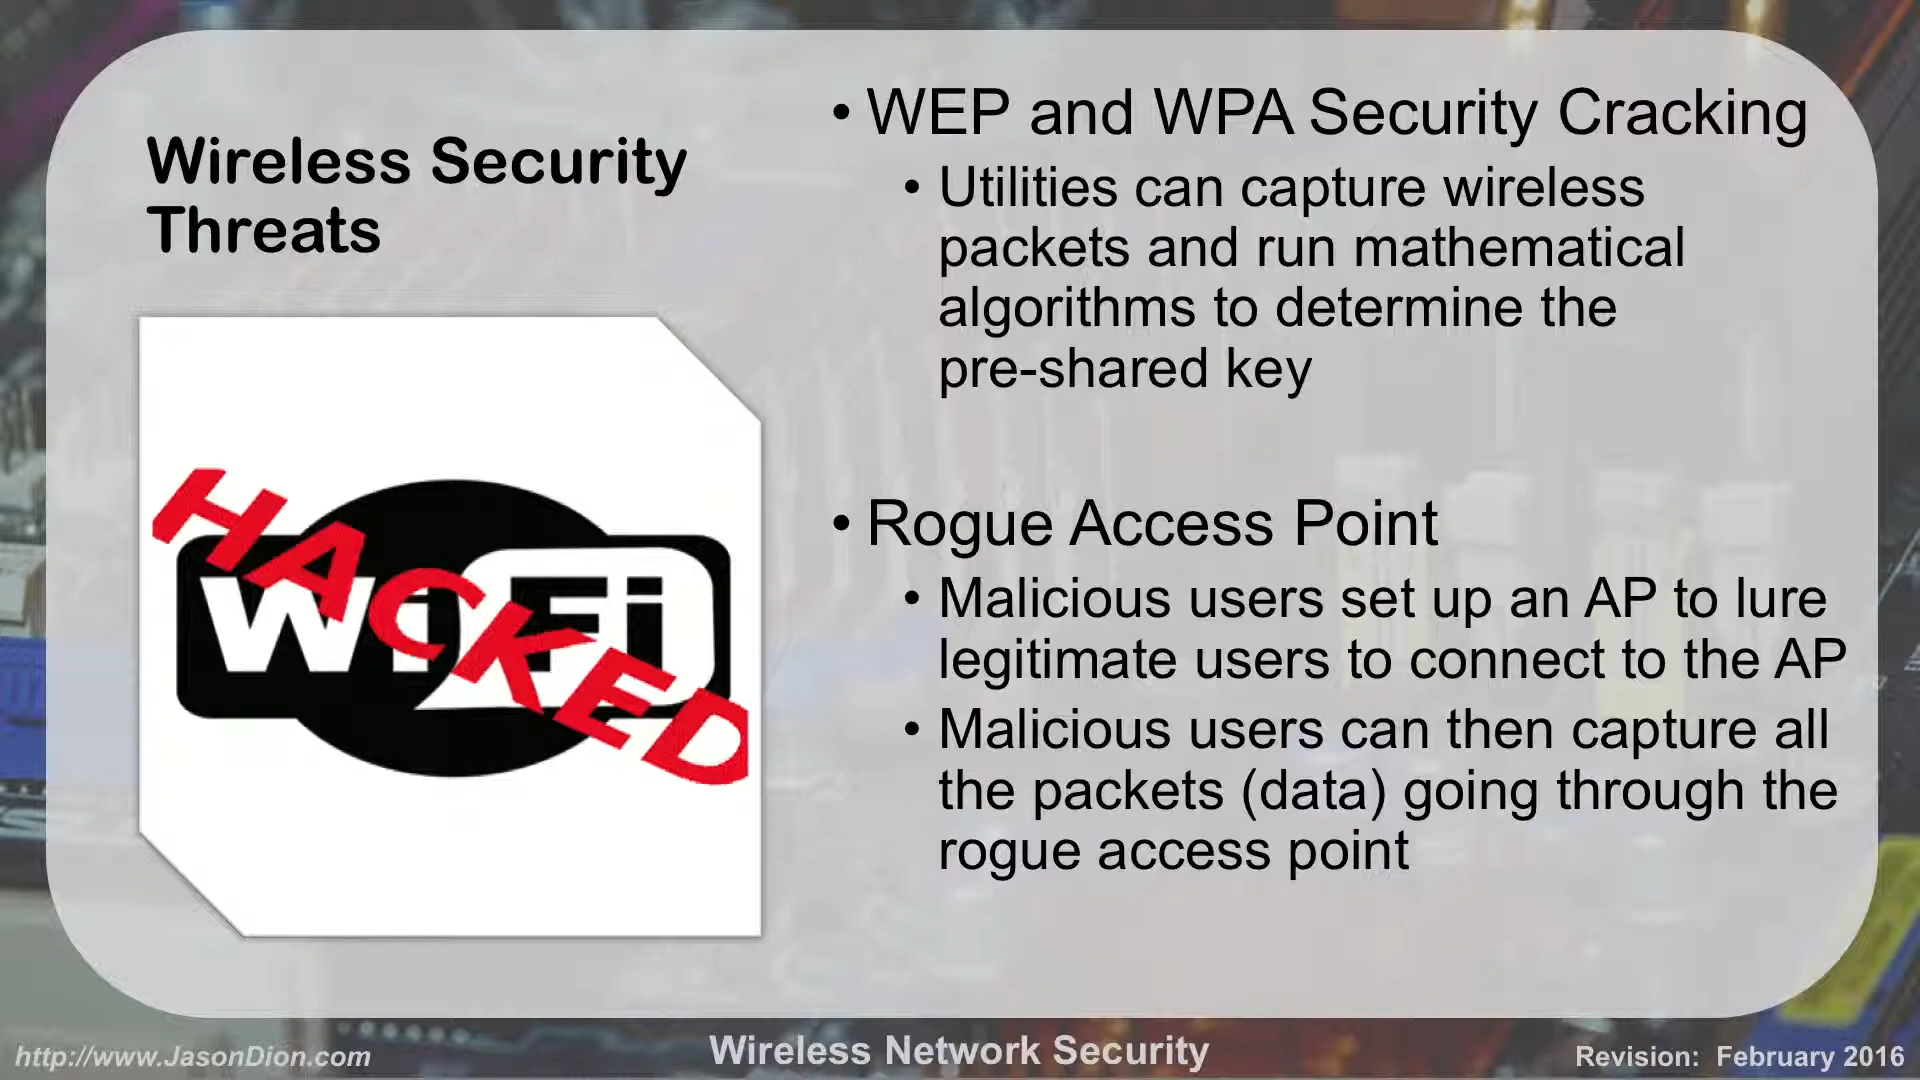 Wireless Security
Threats
WiFi
HACKED
• WEP and WPA Security Cracking
• Utilities can capture wireless
packets and run mathematical
algorithms to determine the
pre-shared key
• Rogue Access Point
• Malicious users set up an AP to lure
legitimate users to connect to the AP
• Malicious users can then capture all
the packets (data) going through the
rogue access point
http://www.JasonDion.com
Wireless Network Security
Revision: February 2016